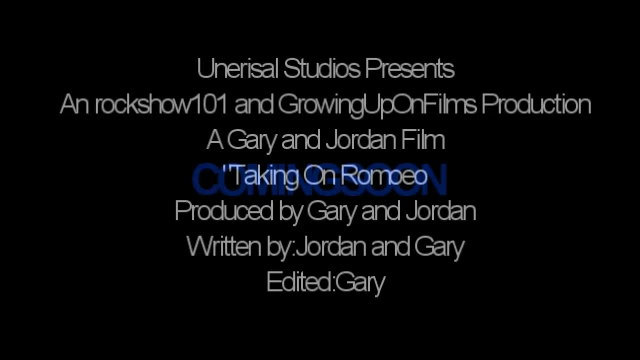 Unerisal Studios Presents
An rockshow101 and GrowingUpOnFilms Production
A Gary and Jordan Film
"Taking On Romoeo
COMINGSOON
Produced by Gary and Jordan
Written by:Jordan and Gary
Edited:Gary